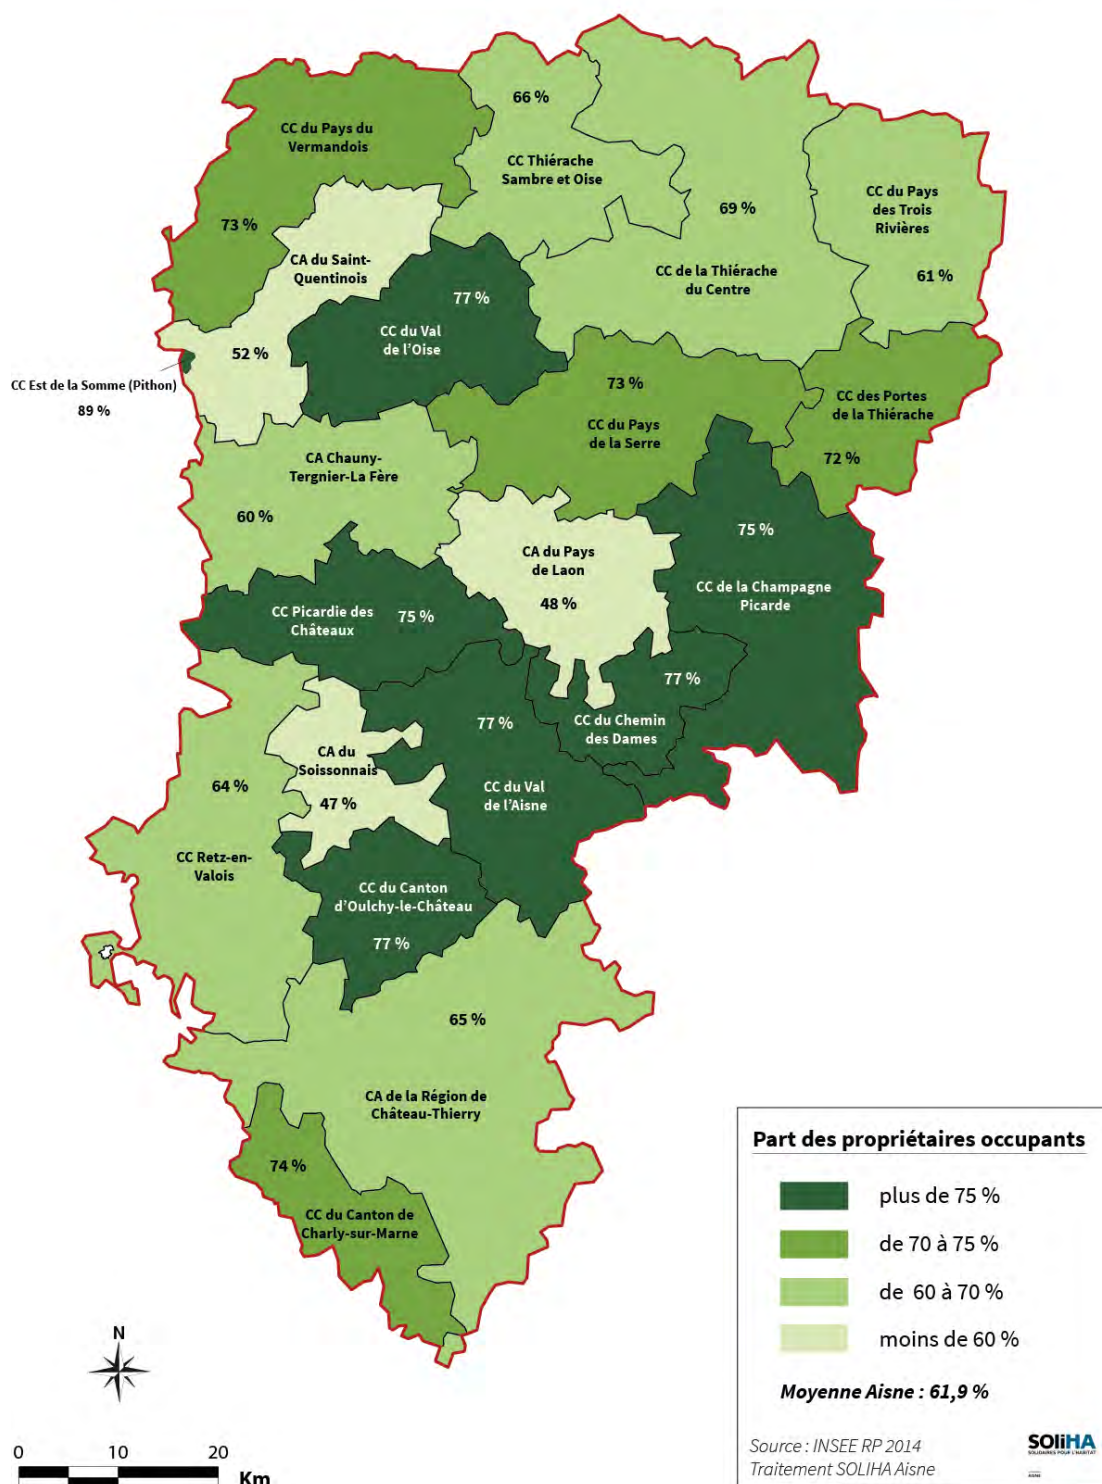 66 %
CC du Pays du
Vermandois
CC Thiérache
Sambre et Oise
CC du Pays
des Trois
Rivières
69 %
73 %
CA du Saint-
Quentinois
CC de la Thiérache
du Centre
61 %
77 %
CC du Val
de l'Oise
52 %
CC Est de la Somme (Pithon)
89 %
73 %
CC des Portes
de la Thiérache
CC du Pays
de la Serre
72 %
CA Chauny-
Tergnier-La Fère
60 %
75 %
CA du Pays
de Laon
48 %
CC de la Champagne
Picarde
CC Picardie des
Châteaux
75 %
77 %
CC du Chemin
des Dames
77 %
CA du
Soissonnais
47 %
64 %
CC du Val
de l'Aisne
CC Retz-en-
Valois
CC du Canton
d'Oulchy-le-Château
77 %
65 %
CA de la Région de
Château-Thierry
74 %
CC du Canton de
Charly-sur-Marne
Part des propriétaires occupants
plus de 75 %
de 70 à 75 %
de 60 à 70 %
moins de 60 %
Moyenne Aisne : 61,9 %
Source : INSEE RP 2014
Traitement SOLIHA Aisne
SOLiHA
SOLIDAIRES POUR L'HABITAT
AISNE
N
0 10 20
Km